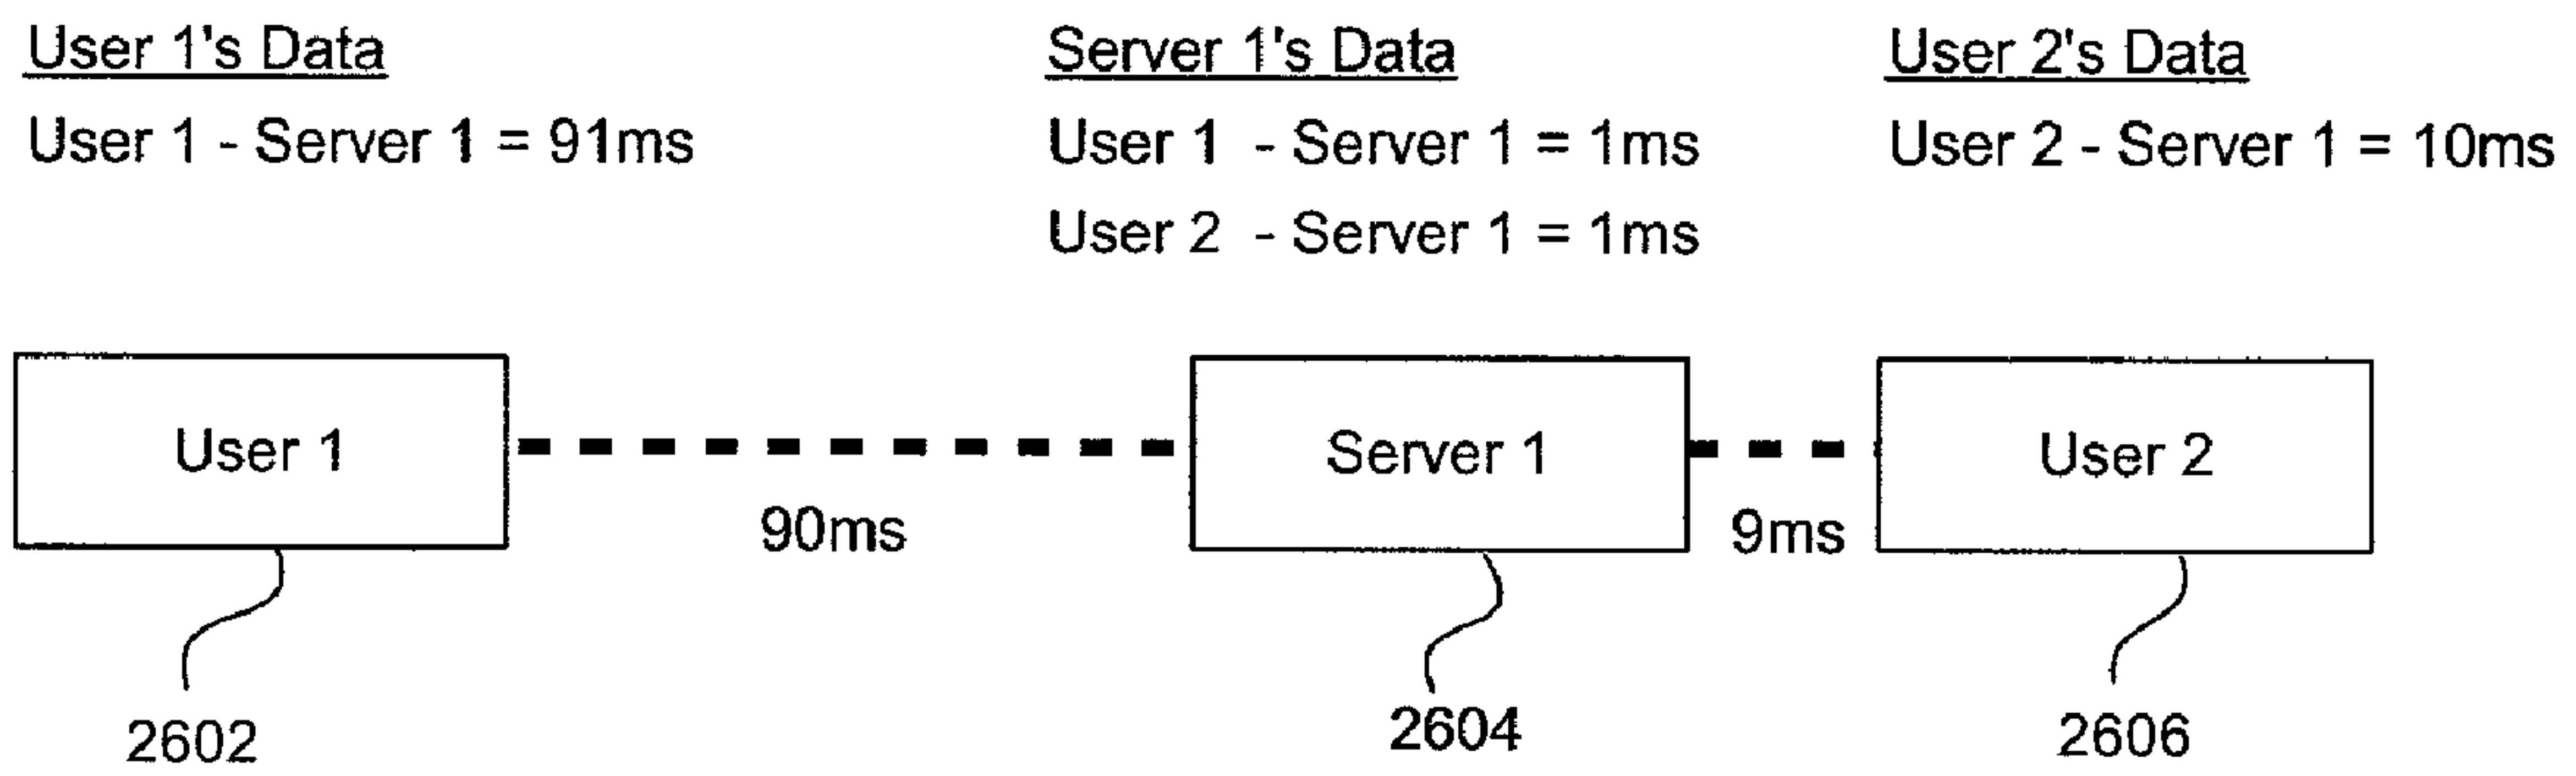 User 1's Data
User 1 - Server 1 = 91ms
Server 1's Data
User 1 - Server 1 = 1ms
User 2 - Server 1 = 1ms
User 2's Data
User 2 - Server 1 = 10ms
User 1
90ms
Server 1
9ms
User 2
2602
2604
2606